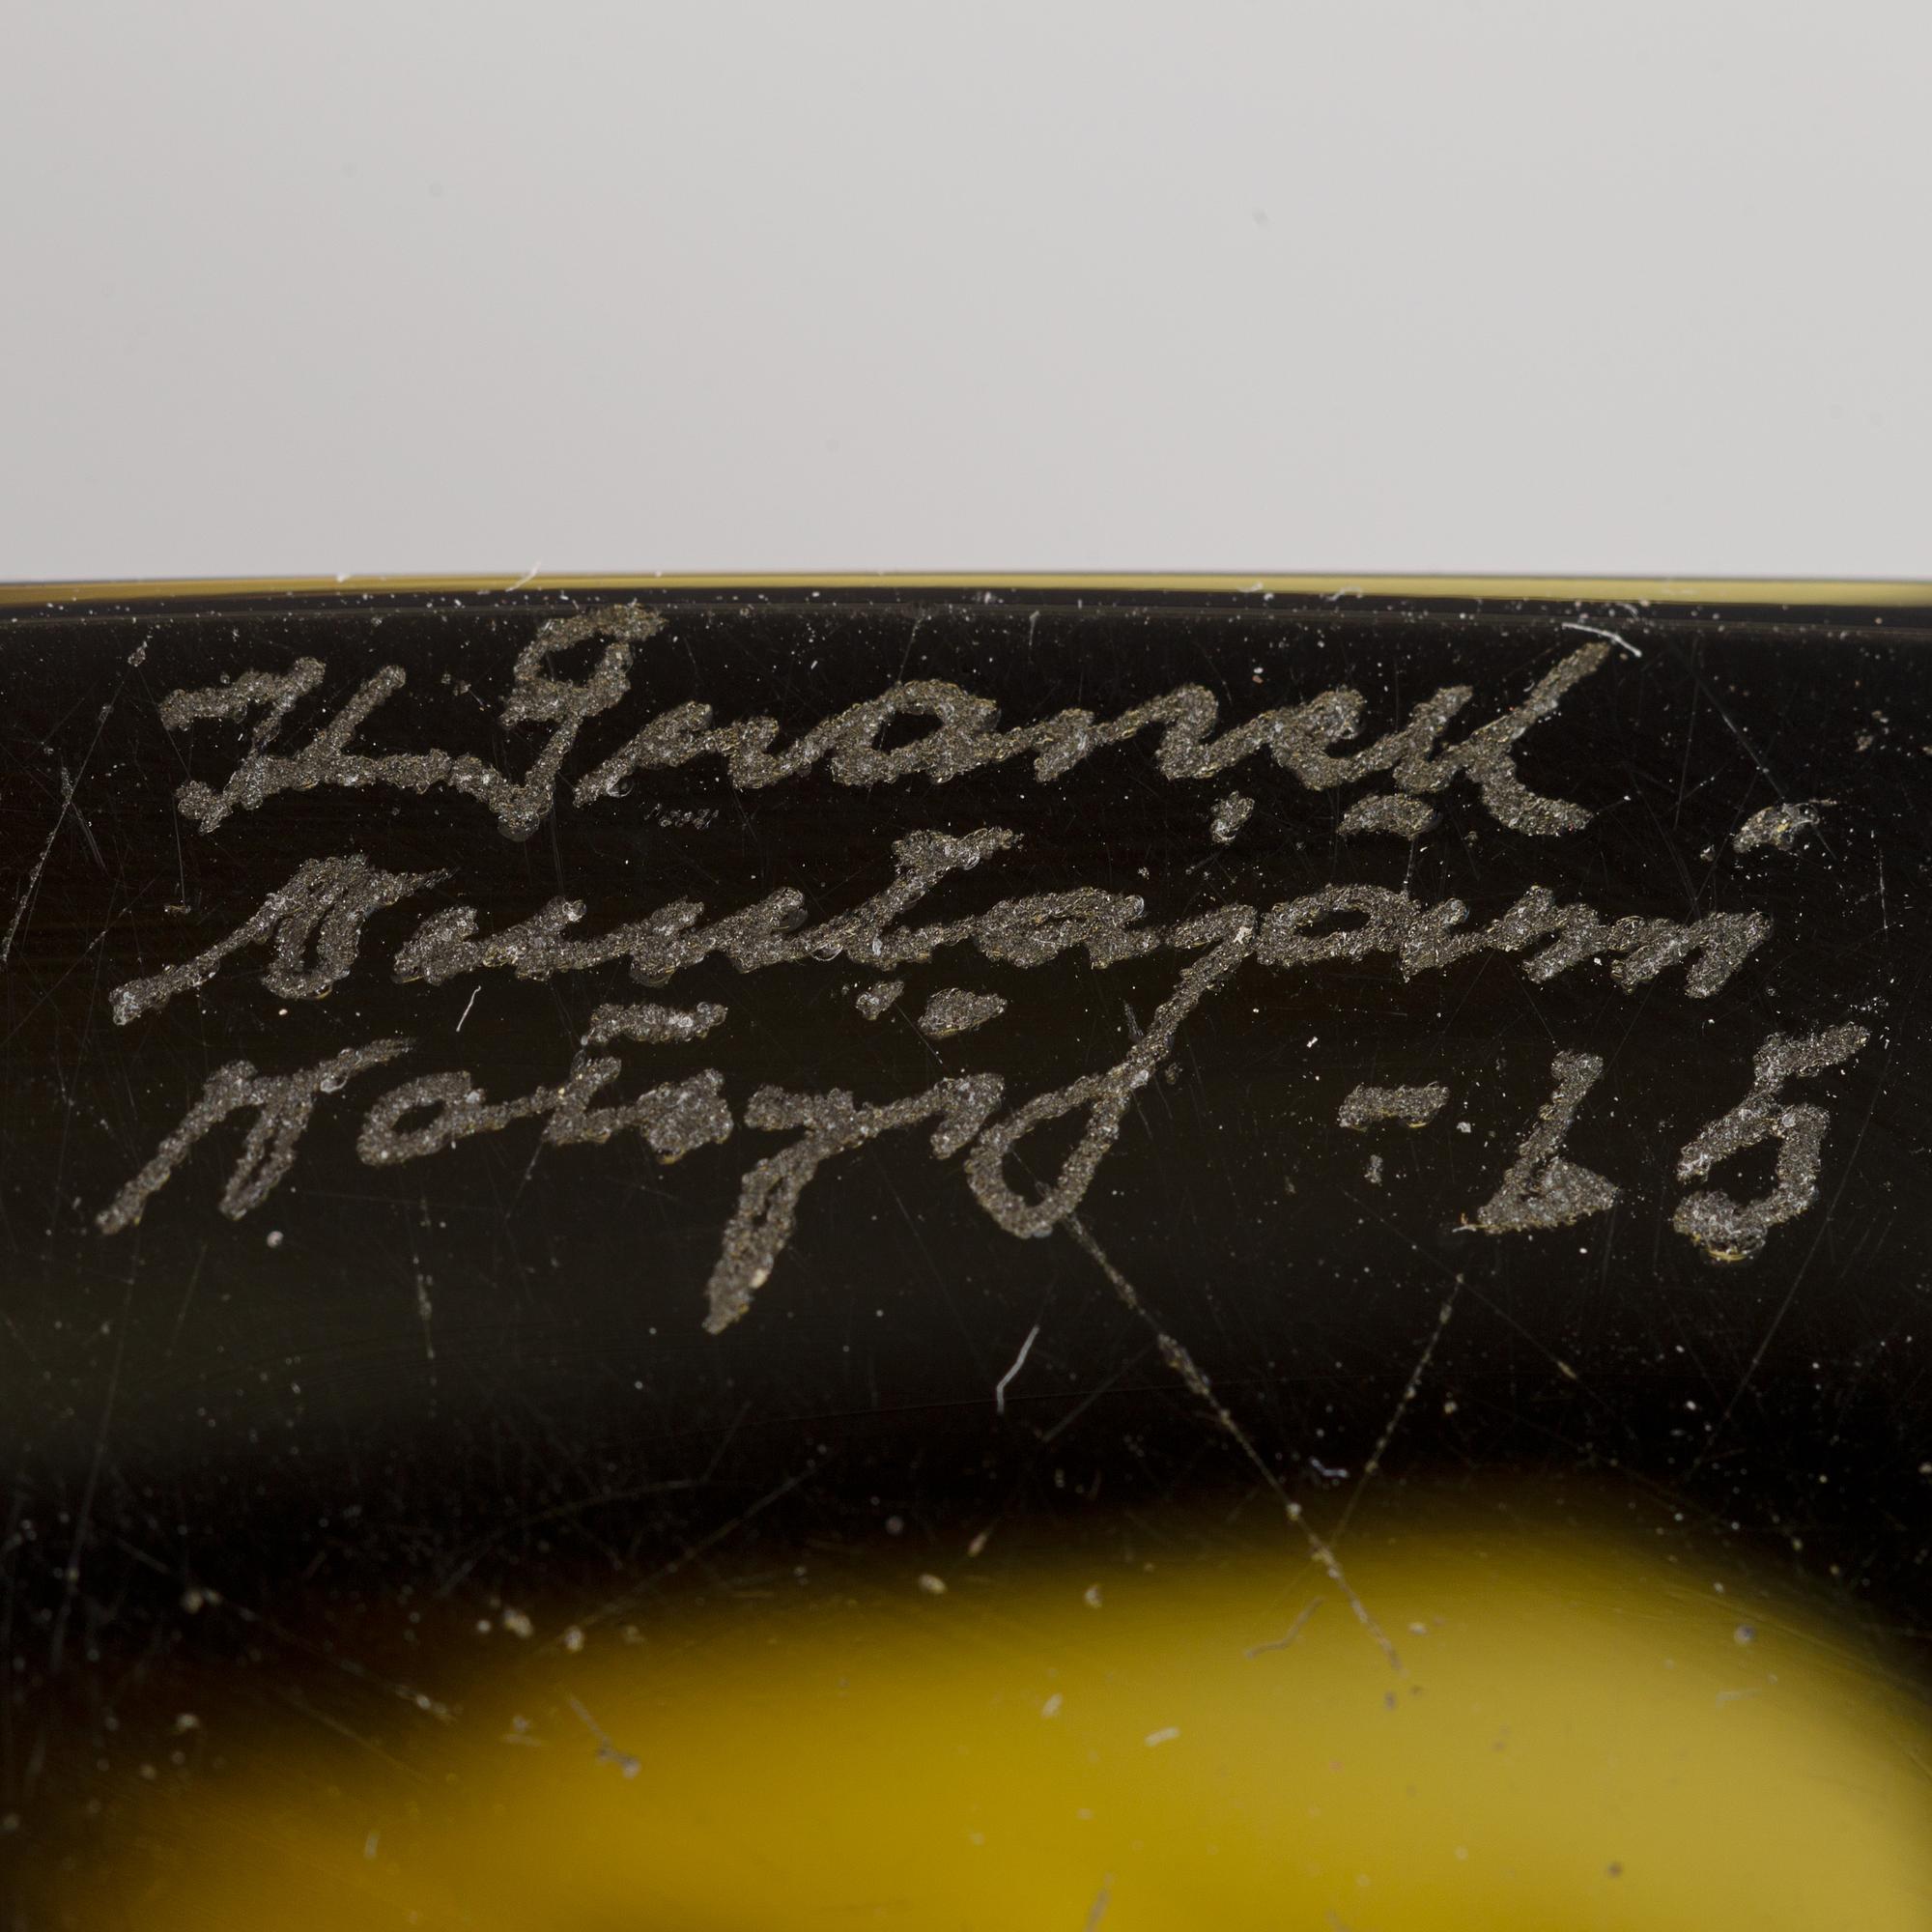 K Franck
Nuutajärvi
Notsjö -65